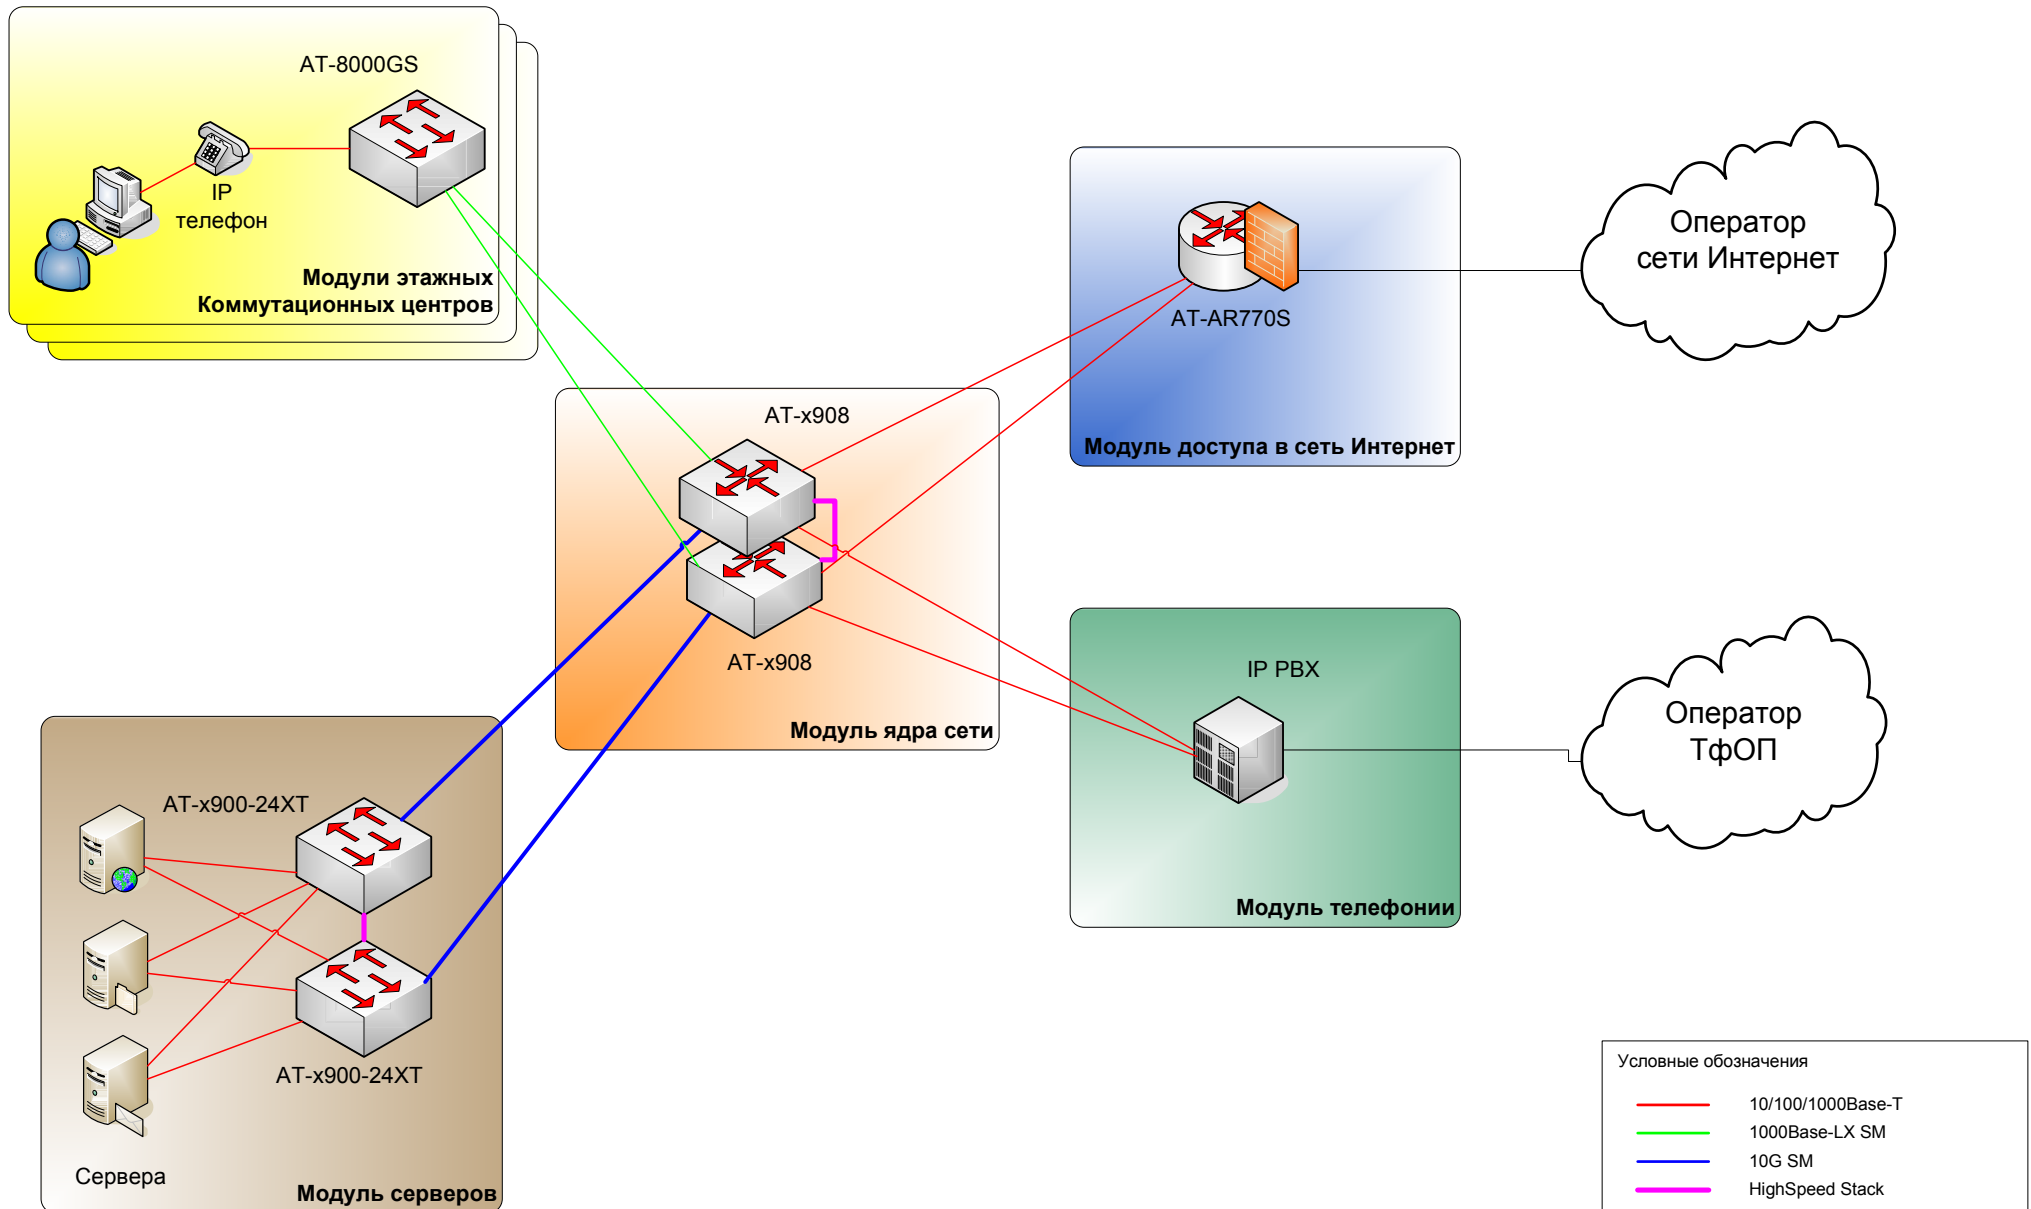 AT-8000GS
IP
телефон
Модули этажных
Коммутационных центров
AT-AR770S
Модуль доступа в сеть Интернет
Оператор
сети Интернет
AT-x908
AT-x908
Модуль ядра сети
IP PBX
Модуль телефонии
Оператор
ТфОП
AT-x900-24XT
AT-x900-24XT
Сервера
Модуль серверов
Условные обозначения
10/100/1000Base-T
1000Base-LX SM
10G SM
HighSpeed Stack